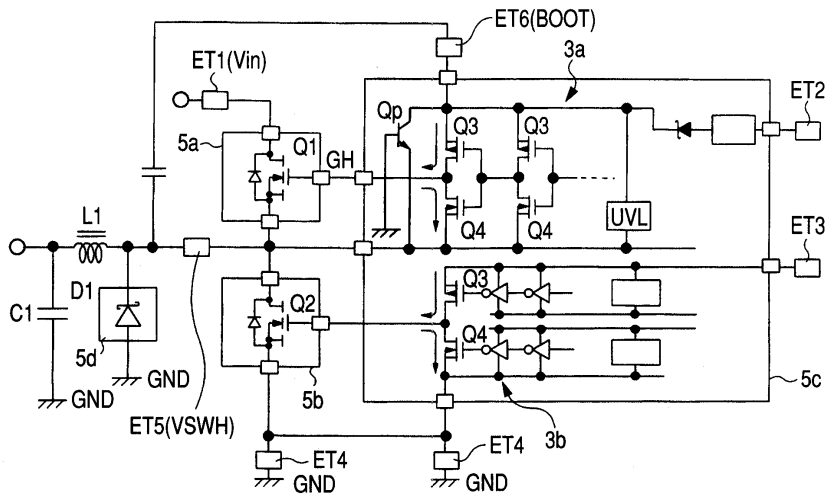 ET6(BOOT)
ET1(Vin)
3a
ET2
5a
Q1
GH
Qp
Q3
Q3
Q4
Q4
UVL
L1
ET3
D1
C1
5d
Q2
Q3
Q4
5b
5c
GND
GND
ET5(VSWH)
3b
ET4
GND
ET4
GND